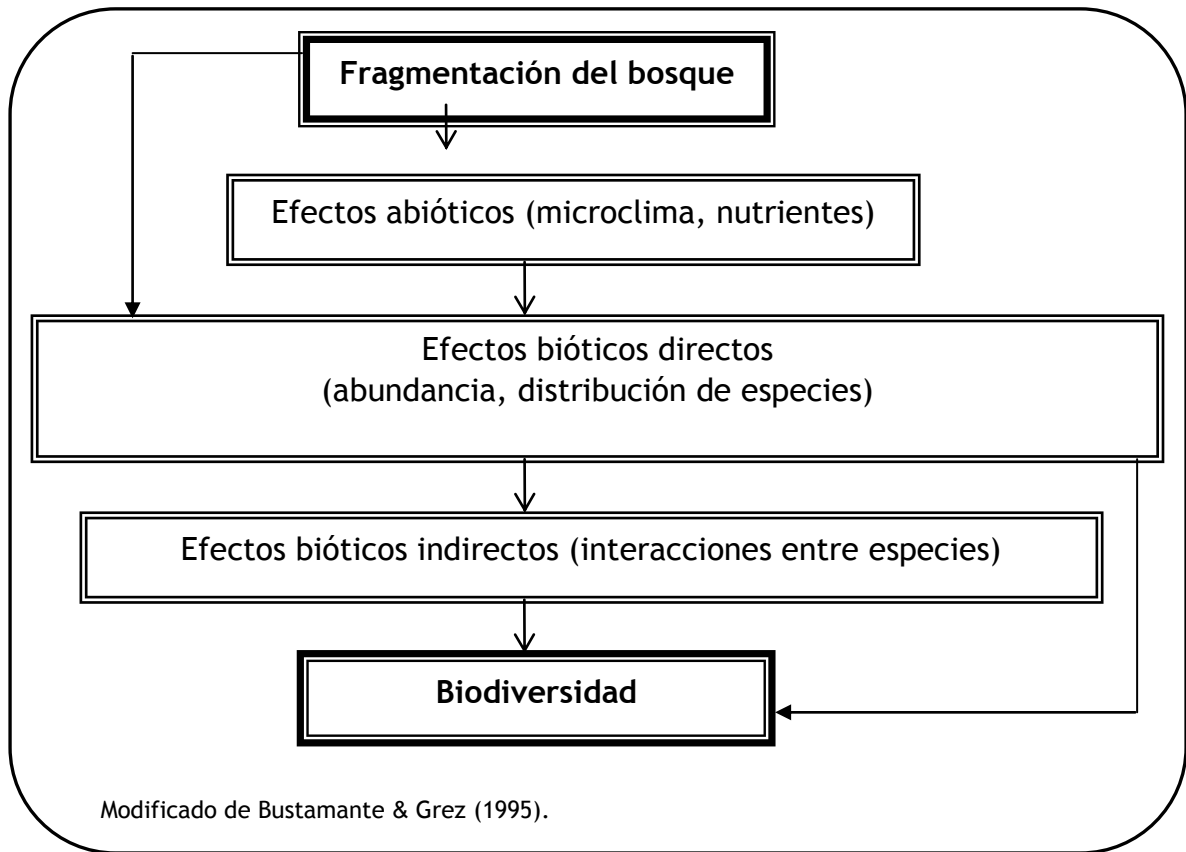 Fragmentación del bosque
Efectos abióticos (microclima, nutrientes)
Efectos bióticos directos
(abundancia, distribución de especies)
Efectos bióticos indirectos (interacciones entre especies)
Biodiversidad
Modificado de Bustamante & Grez (1995).